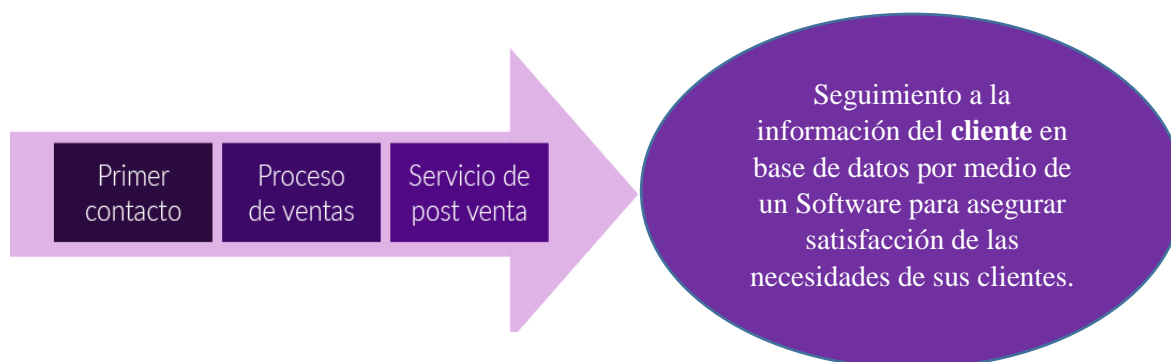 Primer
contacto
Proceso
de ventas
Servicio de
post venta
Seguimiento a la
información del cliente en
base de datos por medio de
un Software para asegurar
satisfacción de las
necesidades de sus clientes.